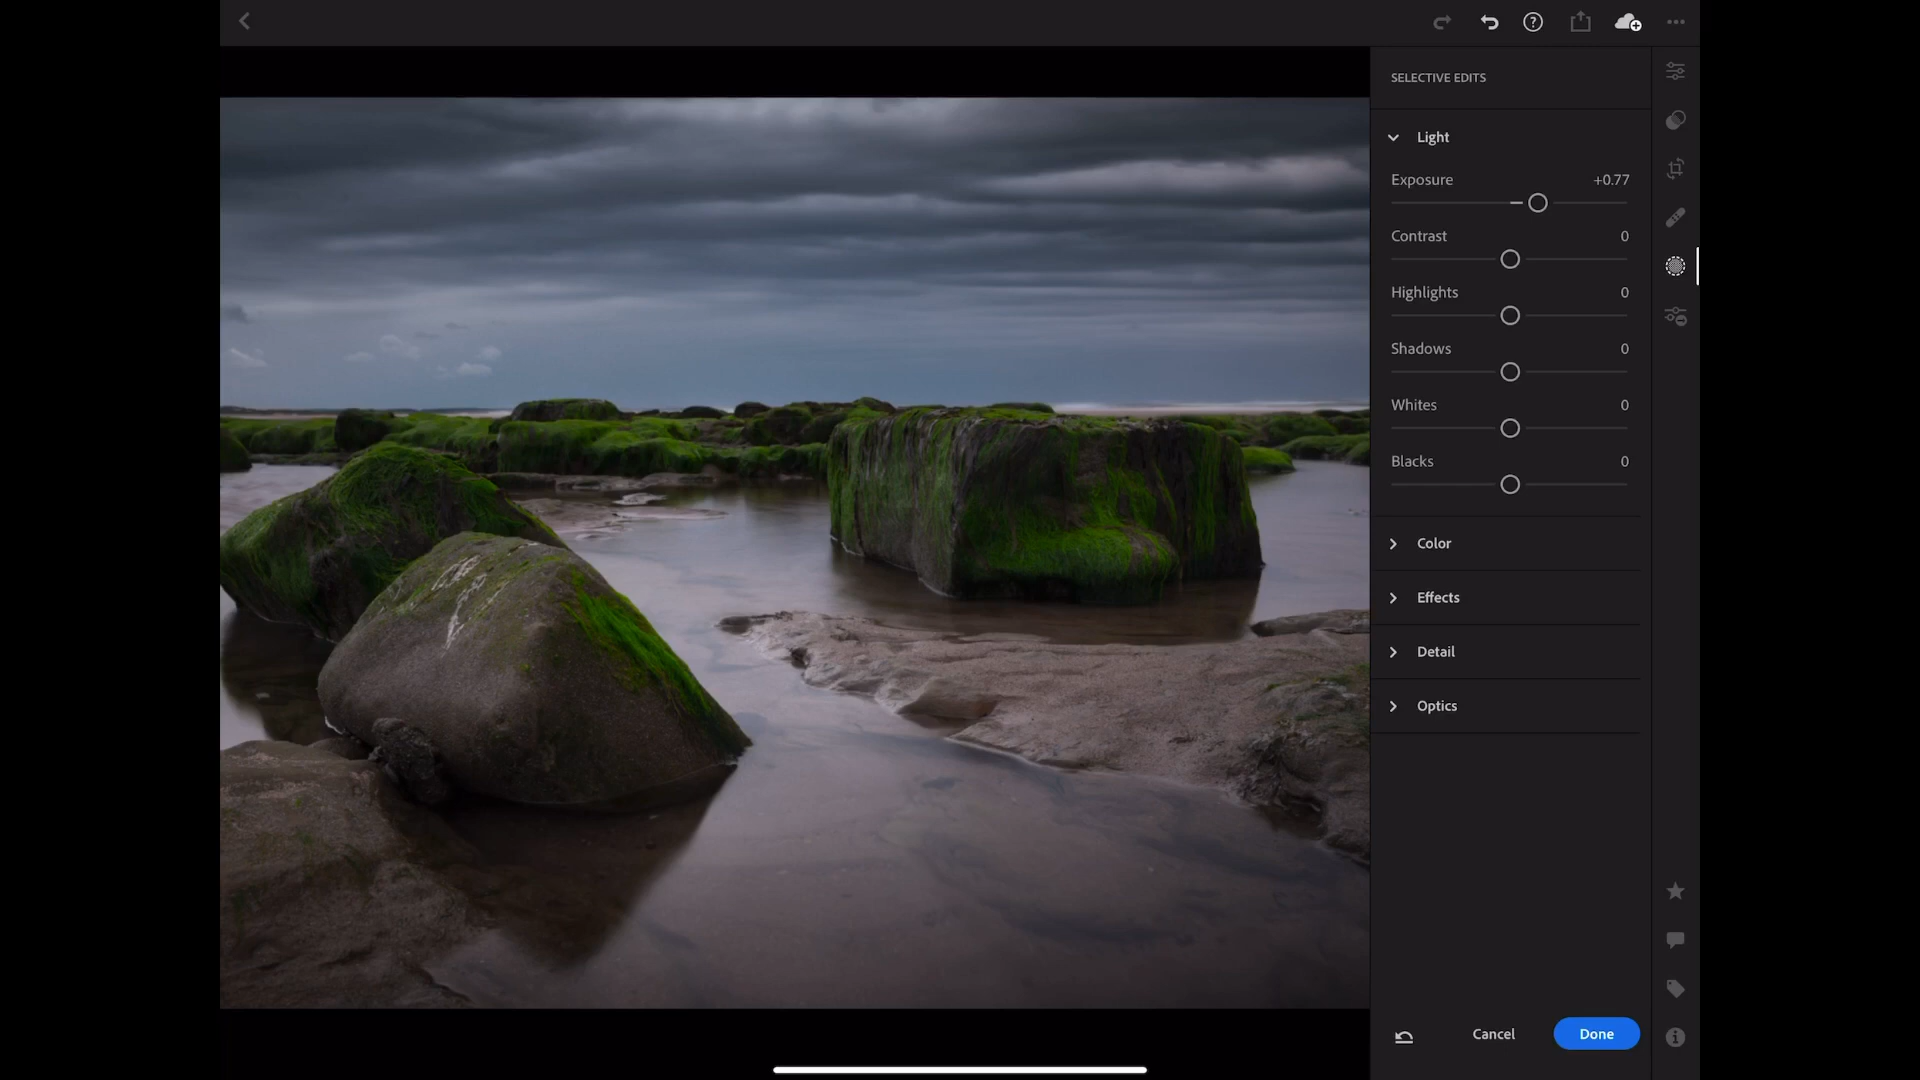 SELECTIVE EDITS
Light
Exposure +0.77
Contrast 0
Highlights 0
Shadows 0
Whites 0
Blacks 0
Color
Effects
Detail
Optics
Cancel Done